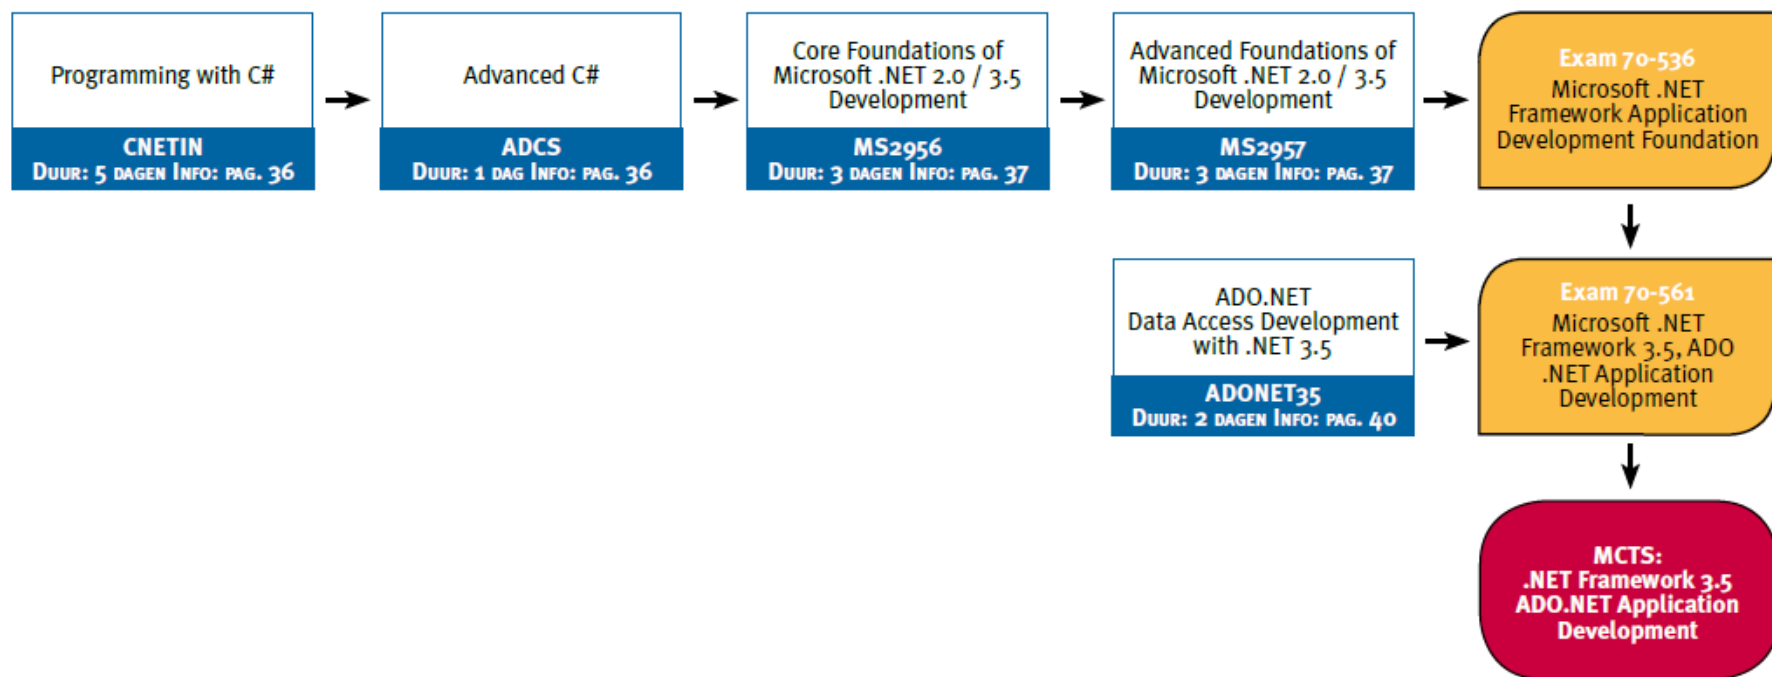 Programming with C#
CNETIN
Duur: 5 dagen Info: pag. 36
Advanced C#
ADCS
Duur: 1 dag Info: pag. 36
Core Foundations of
Microsoft .NET 2.0 / 3.5
Development
MS2956
Duur: 3 dagen Info: pag. 37
Advanced Foundations of
Microsoft .NET 2.0 / 3.5
Development
MS2957
Duur: 3 dagen Info: pag. 37
Exam 70-536
Microsoft .NET
Framework Application
Development Foundation
ADO.NET
Data Access Development
with .NET 3.5
ADONET35
Duur: 2 dagen Info: pag. 40
Exam 70-561
Microsoft .NET
Framework 3.5, ADO
.NET Application
Development
MCTS:
.NET Framework 3.5
ADO.NET Application
Development